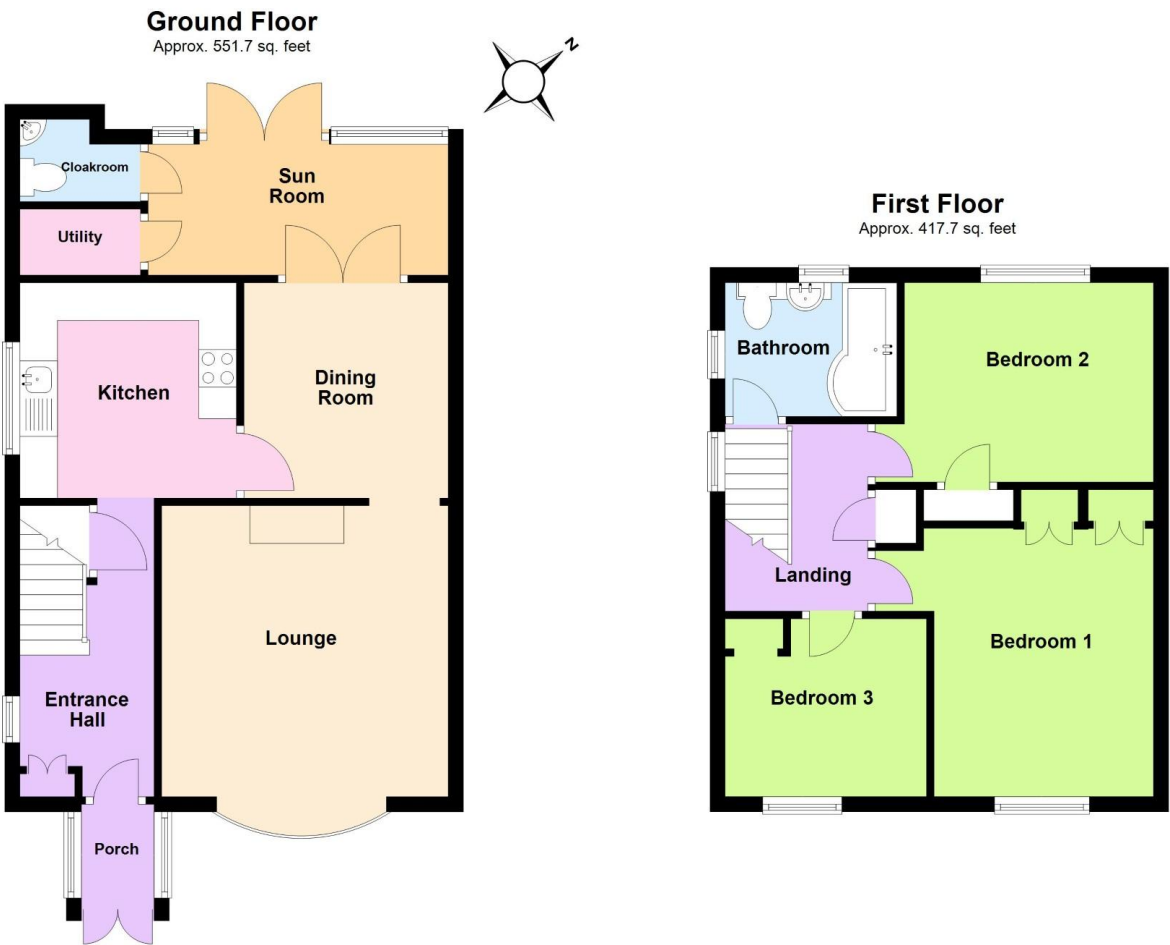 Ground Floor
Approx. 551.7 sq. feet
N
Cloakroom
Sun
Room
Utility
Kitchen
Dining
Room
Lounge
Entrance
Hall
Porch
First Floor
Approx. 417.7 sq. feet
Bathroom
Bedroom 2
Landing
Bedroom 1
Bedroom 3